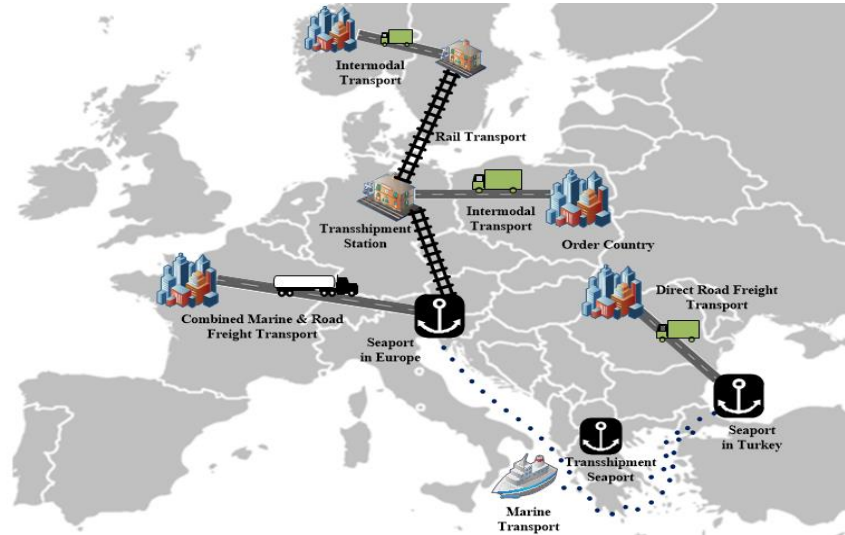 Intermodal
Transport
Rail Transport
Transshipment
Station
Intermodal
Transport
Order Country
Combined Marine & Road
Freight Transport
Direct Road Freight
Transport
Seaport
in Europe
Seaport
in Turkey
Transshipment
Seaport
Marine
Transport